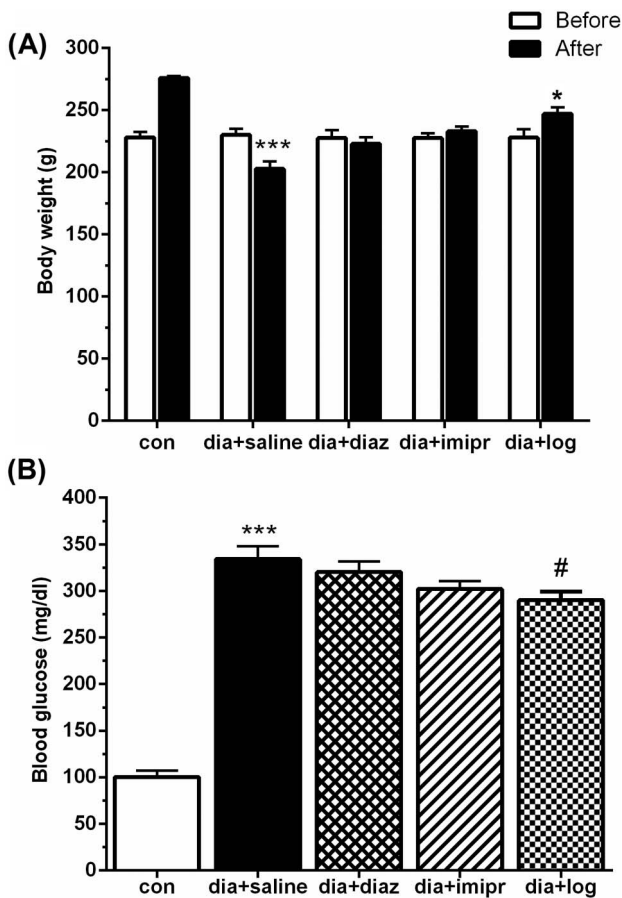 Before
After
(A)
300
250
200
150
100
50
0
Body weight (g)
***
*
con dia+saline dia+diaz dia+imipr dia+log
(B)
400
350
300
250
200
150
100
50
0
Blood glucose (mg/dl)
***
#
con dia+saline dia+diaz dia+imipr dia+log